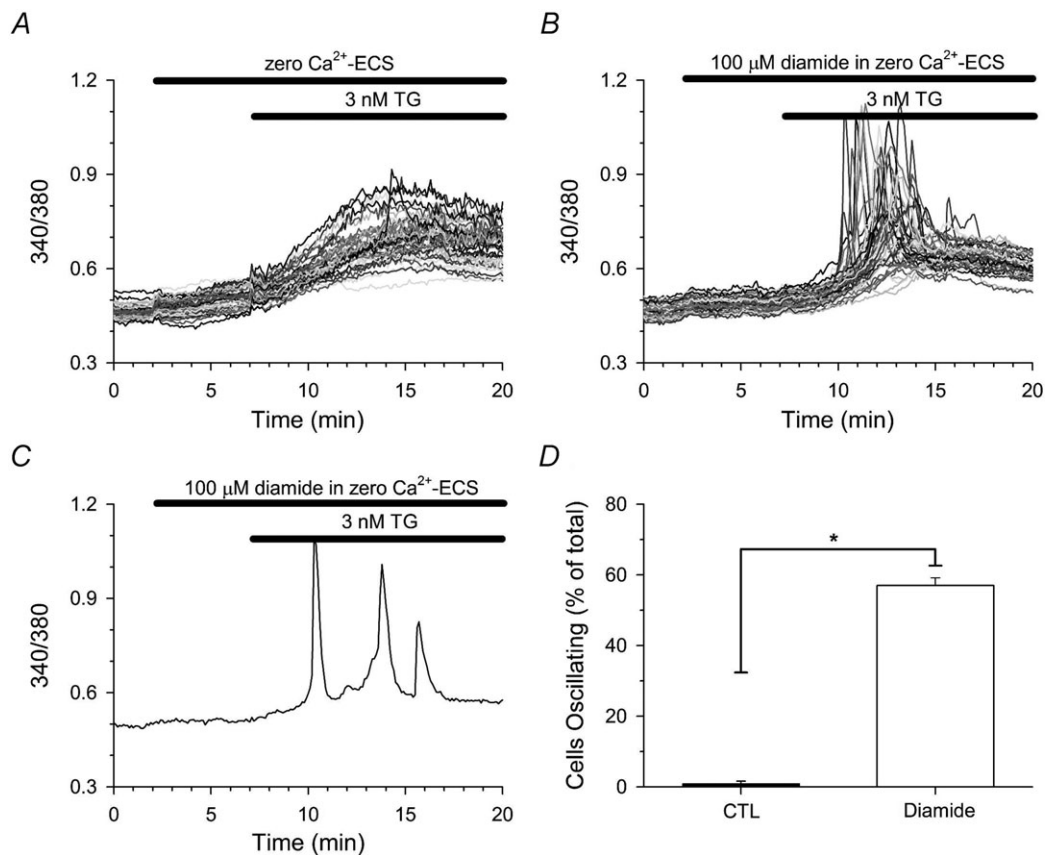 A
zero Ca²⁺-ECS
3 nM TG
1.2
0.9
0.6
0.3
340/380
0 5 10 15 20
Time (min)
B
100 μM diamide in zero Ca²⁺-ECS
3 nM TG
1.2
0.9
0.6
0.3
340/380
0 5 10 15 20
Time (min)
C
100 μM diamide in zero Ca²⁺-ECS
3 nM TG
1.2
0.9
0.6
0.3
340/380
0 5 10 15 20
Time (min)
D
80
60
40
20
0
Cells Oscillating (% of total)
*
CTL Diamide